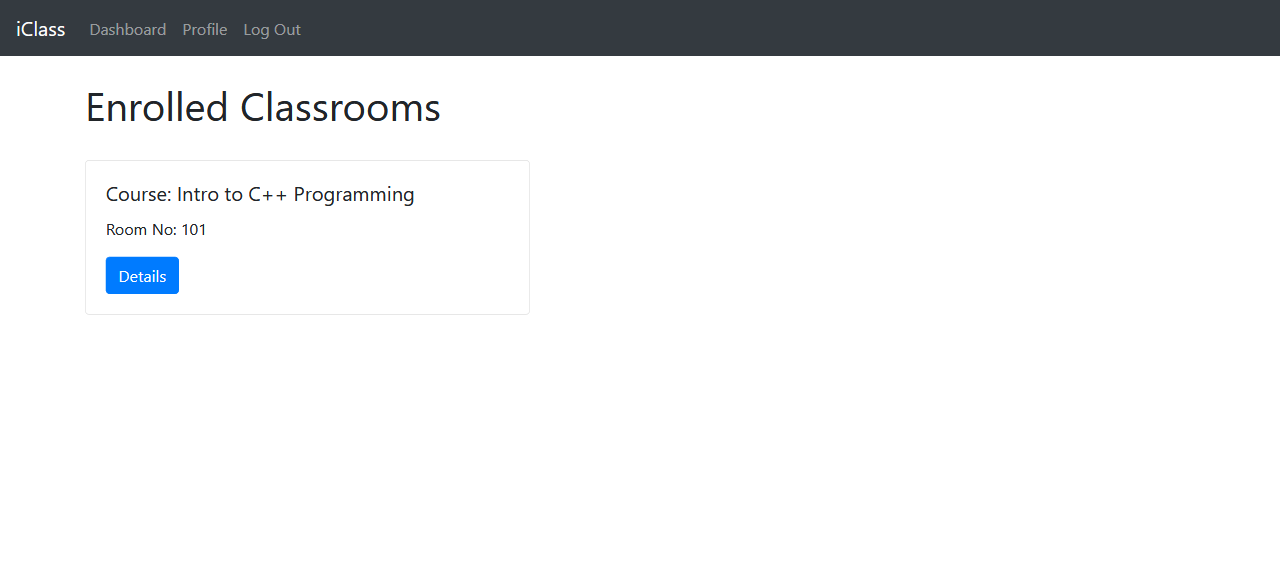 iClass Dashboard Profile Log Out
Enrolled Classrooms
Course: Intro to C++ Programming
Room No: 101
Details